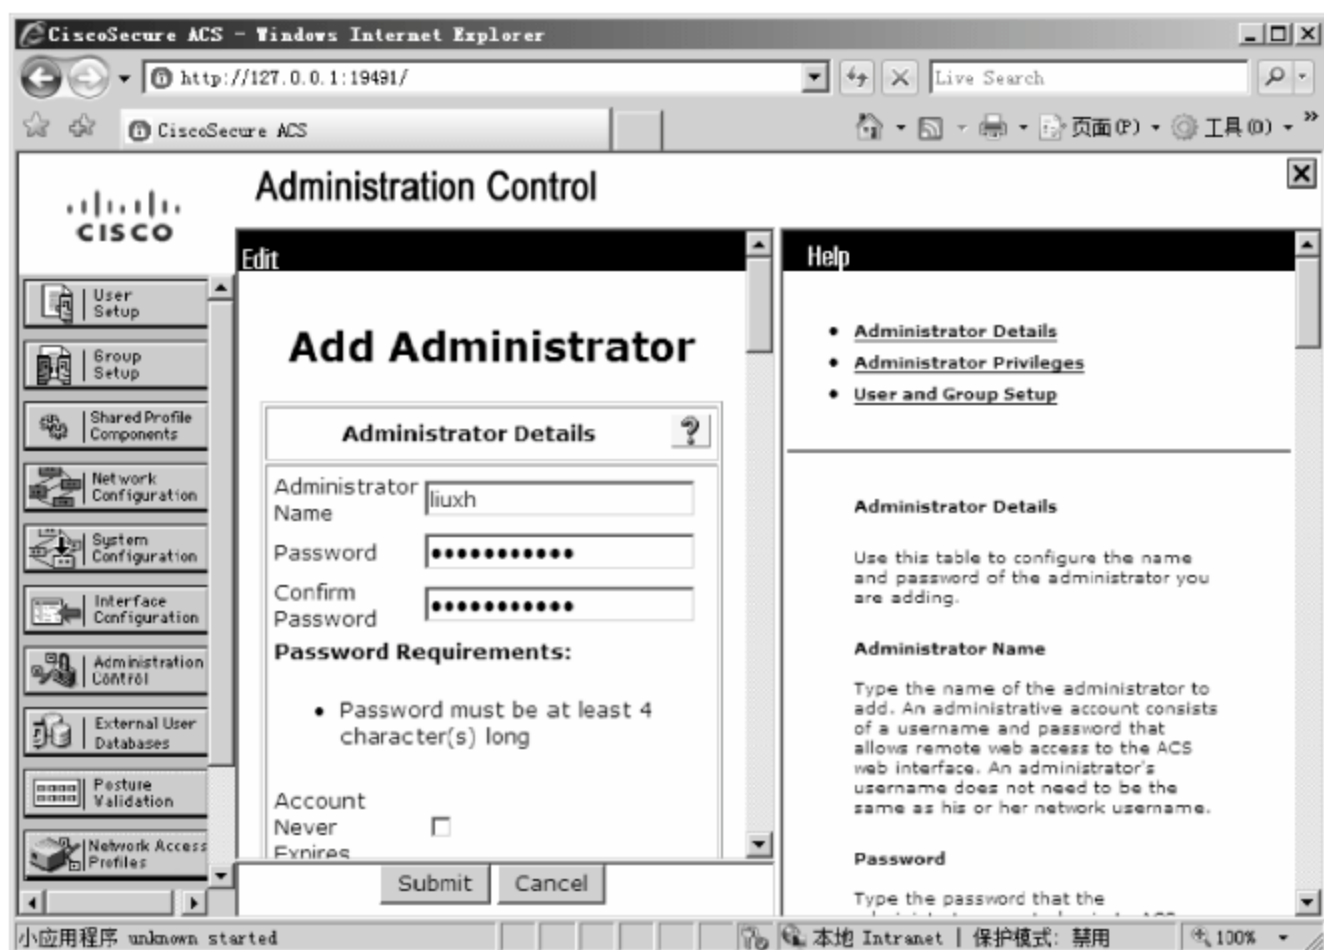 CiscoSecure ACS - Windows Internet Explorer
http://127.0.0.1:19491/
Live Search
CiscoSecure ACS
页面(P)
工具(O)
CISCO
Administration Control
User
Setup
Group
Setup
Shared Profile
Components
Network
Configuration
System
Configuration
Interface
Configuration
Administration
Control
External User
Databases
Posture
Validation
Network Access
Profiles
Edit
Add Administrator
Administrator Details
?
Administrator
Name
liuxh
Password
●●●●●●●●●●●
Confirm
Password
●●●●●●●●●●●
Password Requirements:
• Password must be at least 4
character(s) long
Account
Never
Expires
Submit
Cancel
Help
• Administrator Details
• Administrator Privileges
• User and Group Setup
Administrator Details
Use this table to configure the name
and password of the administrator you
are adding.
Administrator Name
Type the name of the administrator to
add. An administrative account consists
of a username and password that
allows remote web access to the ACS
web interface. An administrator's
username does not need to be the
same as his or her network username.
Password
Type the password that the
小应用程序 unknown started
本地 Intranet | 保护模式: 禁用
100%